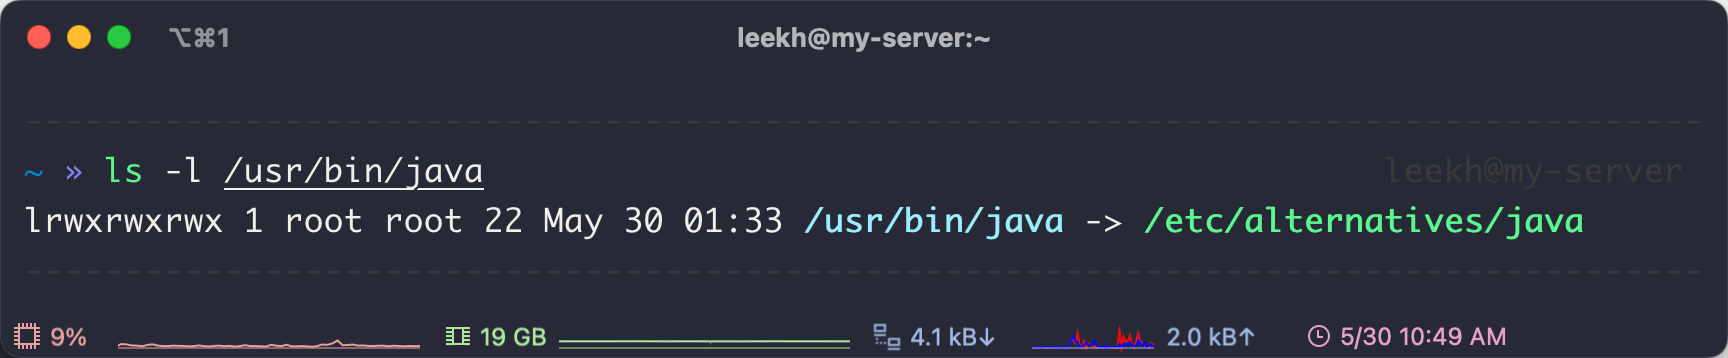 ⌥⌘1 leekh@my-server:~
~ » ls -l /usr/bin/java leekh@my-server
lrwxrwxrwx 1 root root 22 May 30 01:33 /usr/bin/java -> /etc/alternatives/java
9% 19 GB 4.1 kB↓ 2.0 kB↑ 5/30 10:49 AM